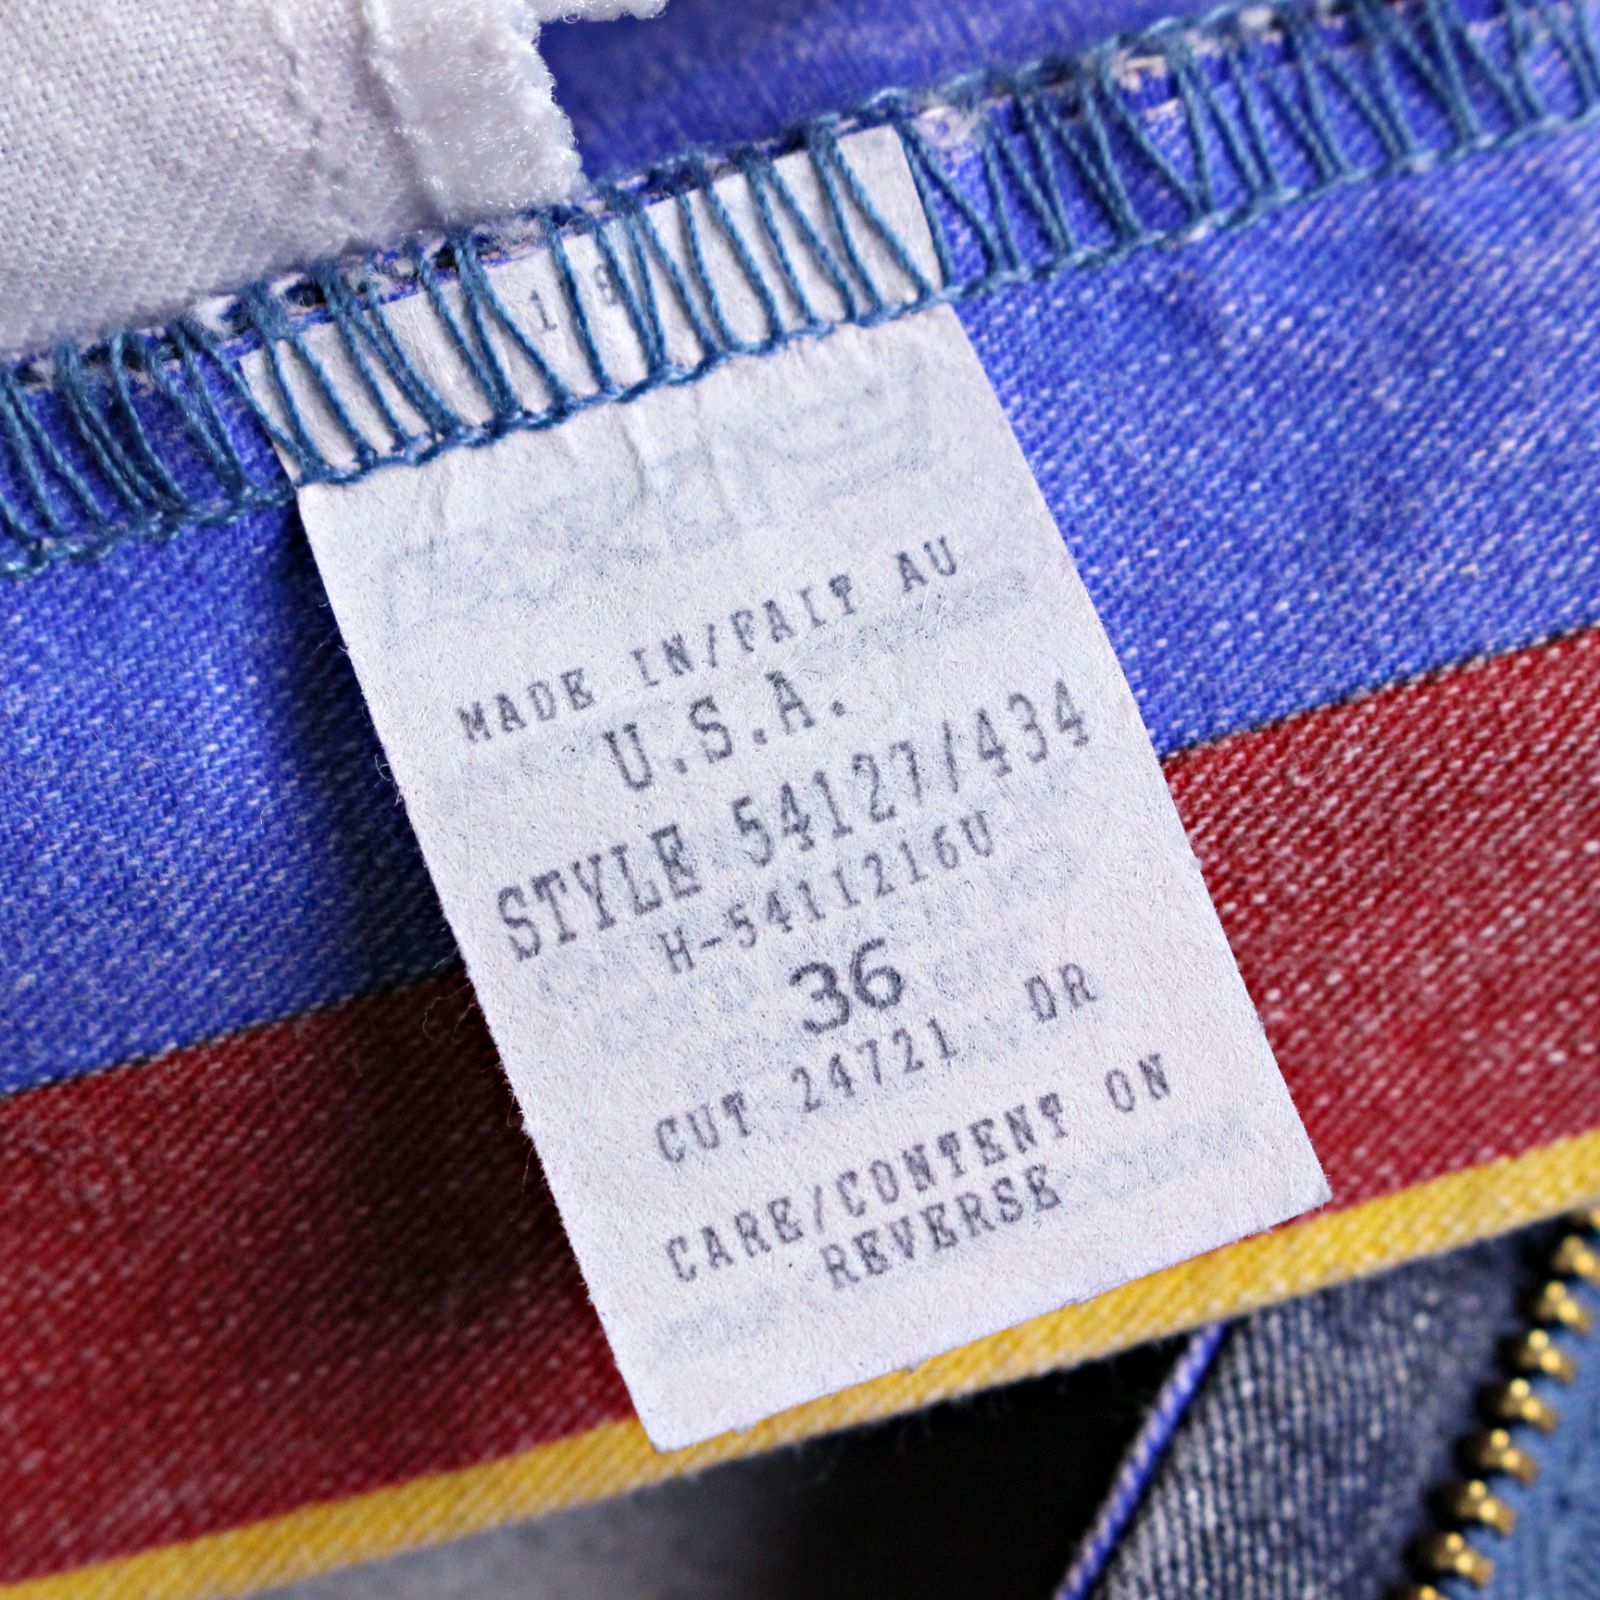 MADE IN/FAIT AU
U.S.A.
STYLE 54127/434
H-5411216U
36
CUT 24721 DR
CARE/CONTENT ON
REVERSE